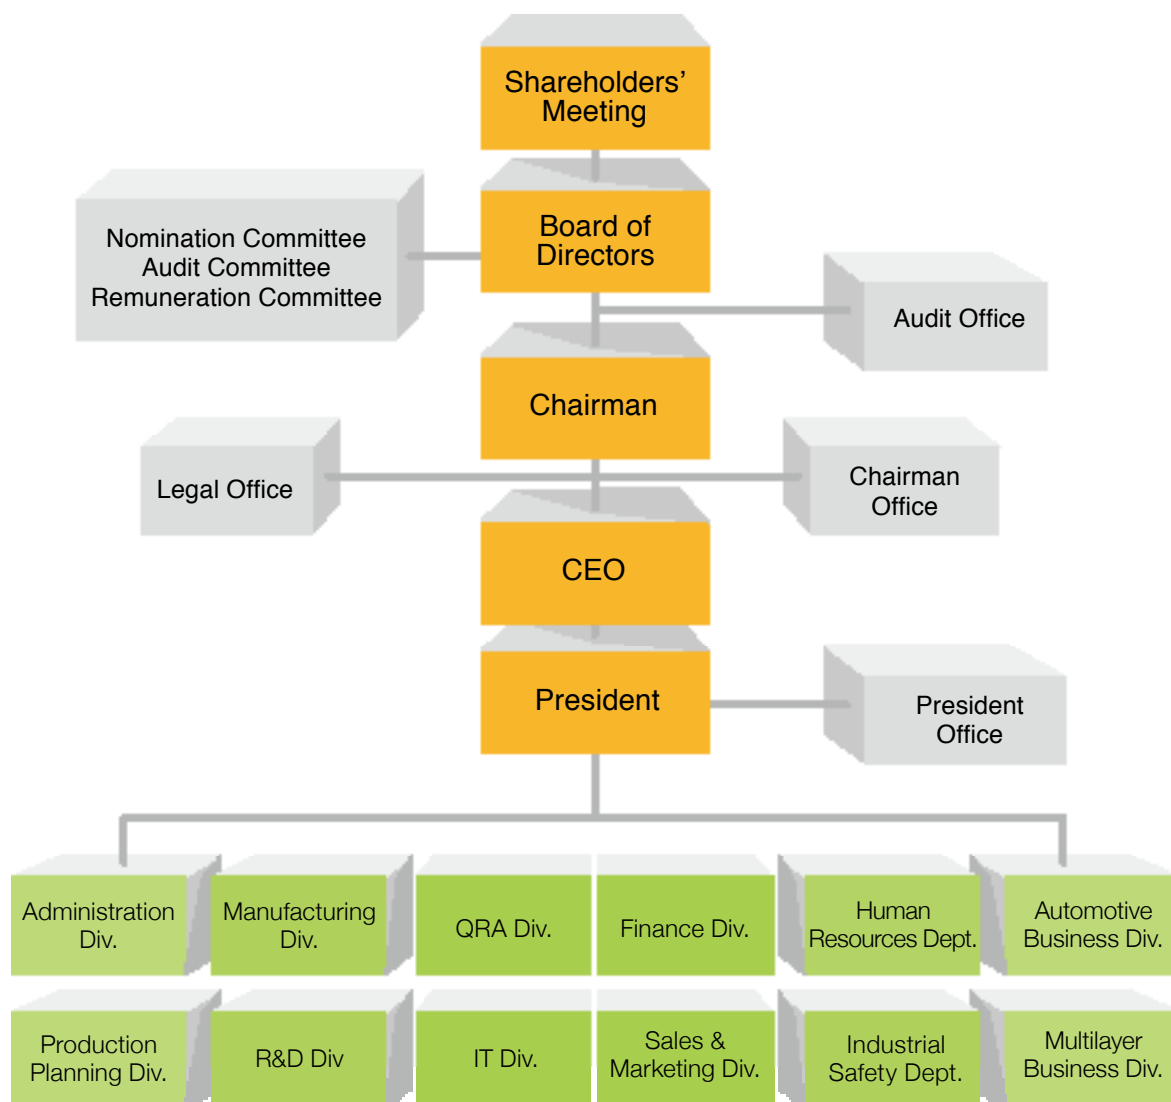 Shareholders’
Meeting
Board of
Directors
Nomination Committee
Audit Committee
Remuneration Committee
Audit Office
Chairman
Legal Office
Chairman
Office
CEO
President
President
Office
Administration
Div.
Manufacturing
Div.
QRA Div.
Finance Div.
Human
Resources Dept.
Automotive
Business Div.
Production
Planning Div.
R&D Div
IT Div.
Sales &
Marketing Div.
Industrial
Safety Dept.
Multilayer
Business Div.